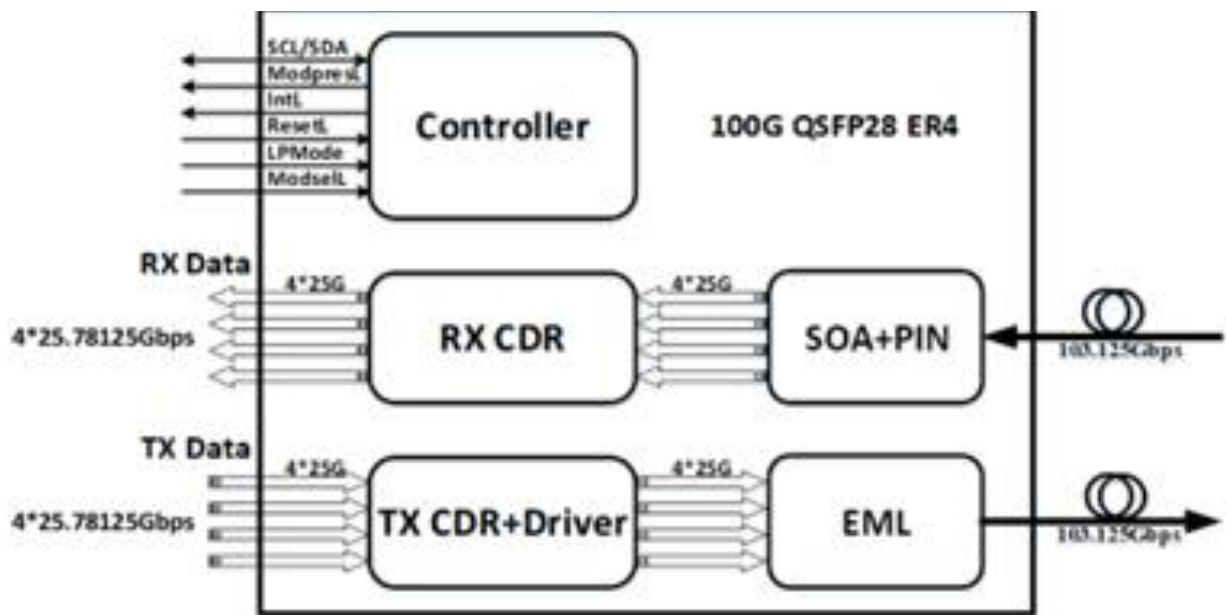 SCL/SDA
ModpresL
IntL
ResetL
LPMode
ModselL
Controller
100G QSFP28 ER4
RX Data
4*25G
4*25G
4*25.78125Gbps
RX CDR
SOA+PIN
103.125Gbps
TX Data
4*25G
4*25G
4*25.78125Gbps
TX CDR+Driver
EML
103.125Gbps